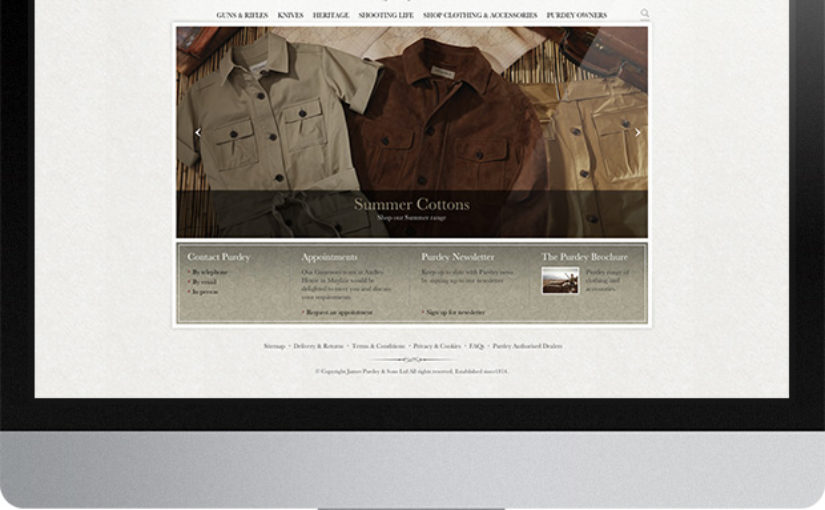 GUNS & RIFLES KNIVES HERITAGE SHOOTING LIFE SHOP CLOTHING & ACCESSORIES PURDEY OWNERS
Summer Cottons
Shop our Summer range
Contact Purdey
By telephone
By email
In person
Appointments
Our Gunroom team at Audley
House in Mayfair would be
delighted to meet you and discuss
your requirements
Request an appointment
Purdey Newsletter
Keep up to date with Purdey news
by signing up to our newsletter
Sign up for newsletter
The Purdey Brochure
Purdey range of
clothing and
accessories
Sitemap · Delivery & Returns · Terms & Conditions · Privacy & Cookies · FAQs · Purdey Authorised Dealers
© Copyright James Purdey & Sons Ltd All rights reserved. Established since 1814.